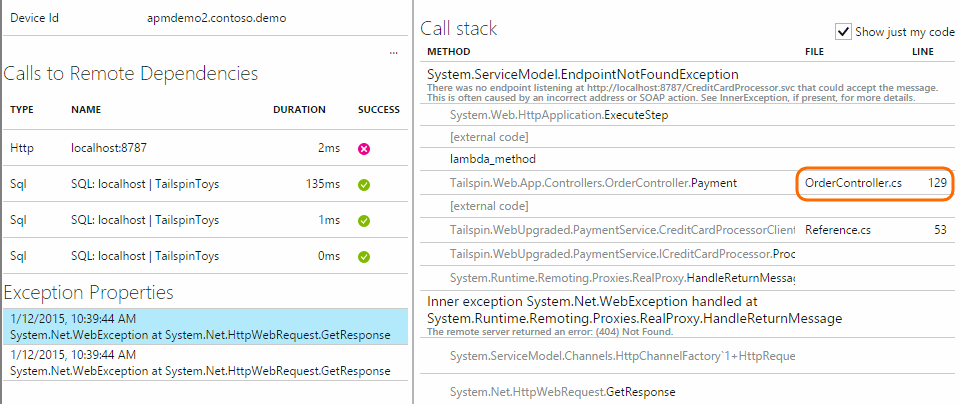 Device Id apmdemo2.contoso.demo
...
Calls to Remote Dependencies
TYPE NAME DURATION SUCCESS
Http localhost:8787 2ms
Sql SQL: localhost | TailspinToys 135ms
Sql SQL: localhost | TailspinToys 1ms
Sql SQL: localhost | TailspinToys 0ms
Exception Properties
1/12/2015, 10:39:44 AM
System.Net.WebException at System.Net.HttpWebRequest.GetResponse
1/12/2015, 10:39:44 AM
System.Net.WebException at System.Net.HttpWebRequest.GetResponse
Call stack
Show just my code
METHOD FILE LINE
System.ServiceModel.EndpointNotFoundException
There was no endpoint listening at http://localhost:8787/CreditCardProcessor.svc that could accept the message.
This is often caused by an incorrect address or SOAP action. See InnerException, if present, for more details.
System.Web.HttpApplication.ExecuteStep
[external code]
lambda_method
Tailspin.Web.App.Controllers.OrderController.Payment OrderController.cs 129
[external code]
Tailspin.WebUpgraded.PaymentService.CreditCardProcessorClient Reference.cs 53
Tailspin.WebUpgraded.PaymentService.ICreditCardProcessor.Proc
System.Runtime.Remoting.Proxies.RealProxy.HandleReturnMessag
Inner exception System.Net.WebException handled at
System.Runtime.Remoting.Proxies.RealProxy.HandleReturnMessage
The remote server returned an error: (404) Not Found.
System.ServiceModel.Channels.HttpChannelFactory`1+HttpReque
System.Net.HttpWebRequest.GetResponse